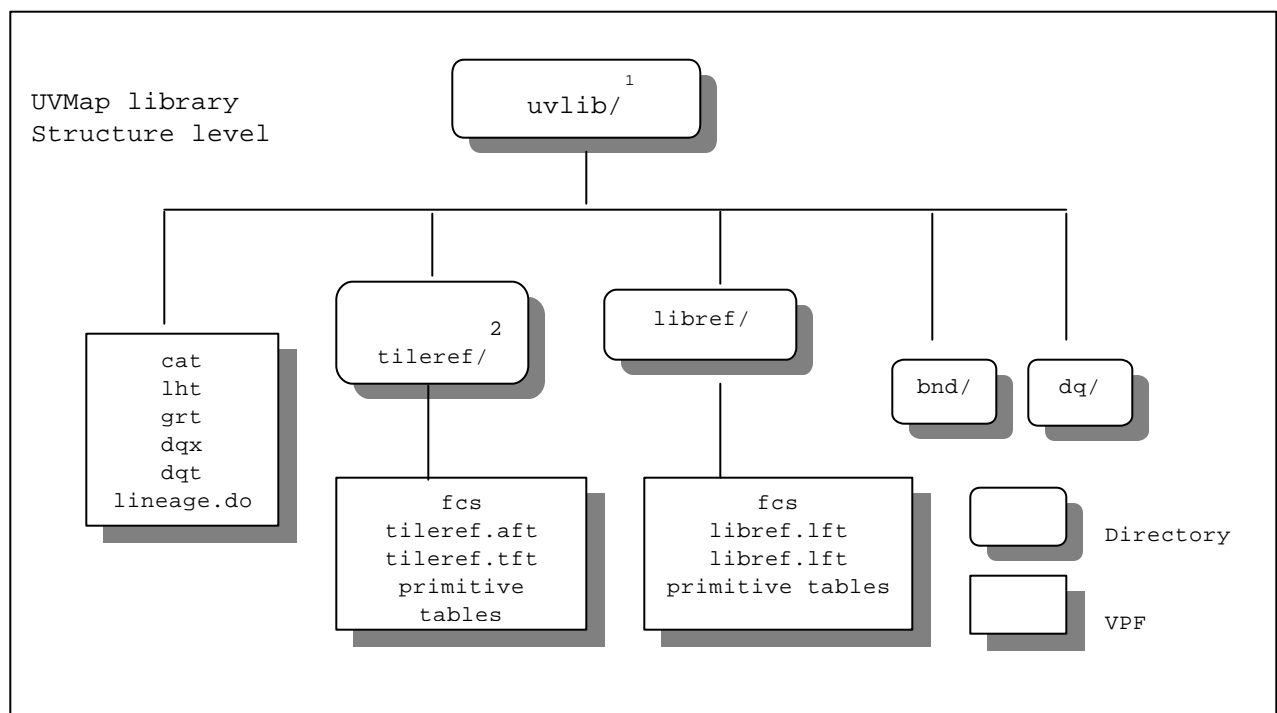 UVMap library
Structure level
uvlib/ 1
cat
lht
grt
dqx
dqt
lineage.do
tileref/ 2
fcs
tileref.aft
tileref.tft
primitive
tables
libref/
fcs
libref.lft
libref.lft
primitive tables
bnd/
dq/
Directory
VPF